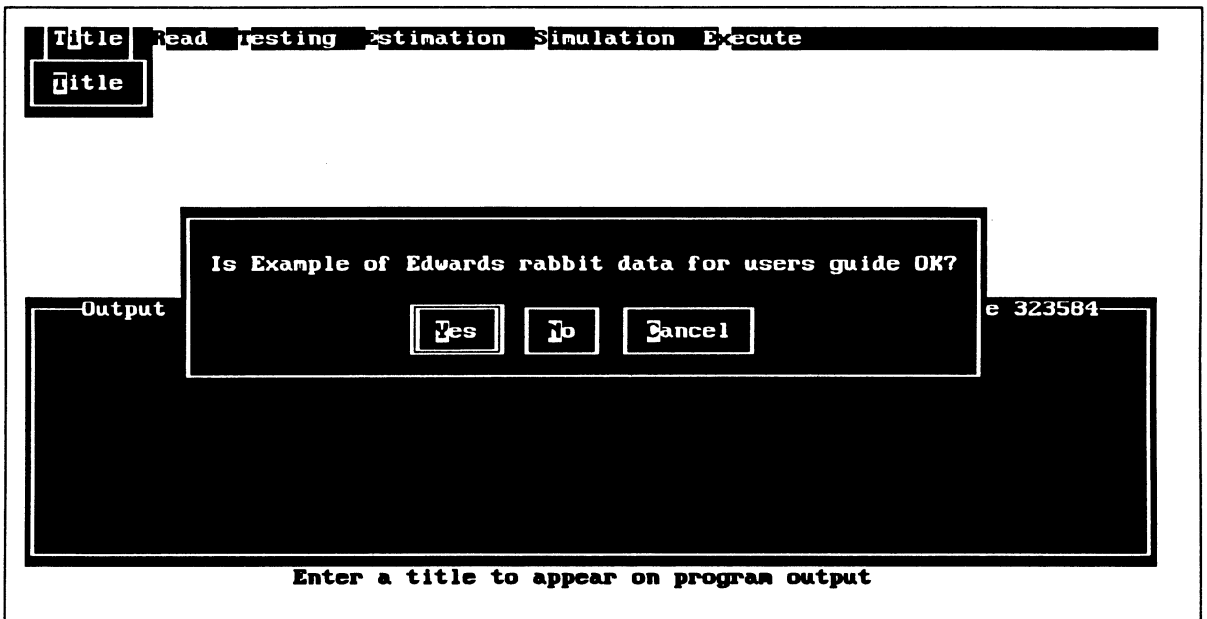 Title Read Testing Estimation Simulation Execute
Title
Is Example of Edwards rabbit data for users guide OK?
Output e 323584
Yes No Cancel
Enter a title to appear on program output